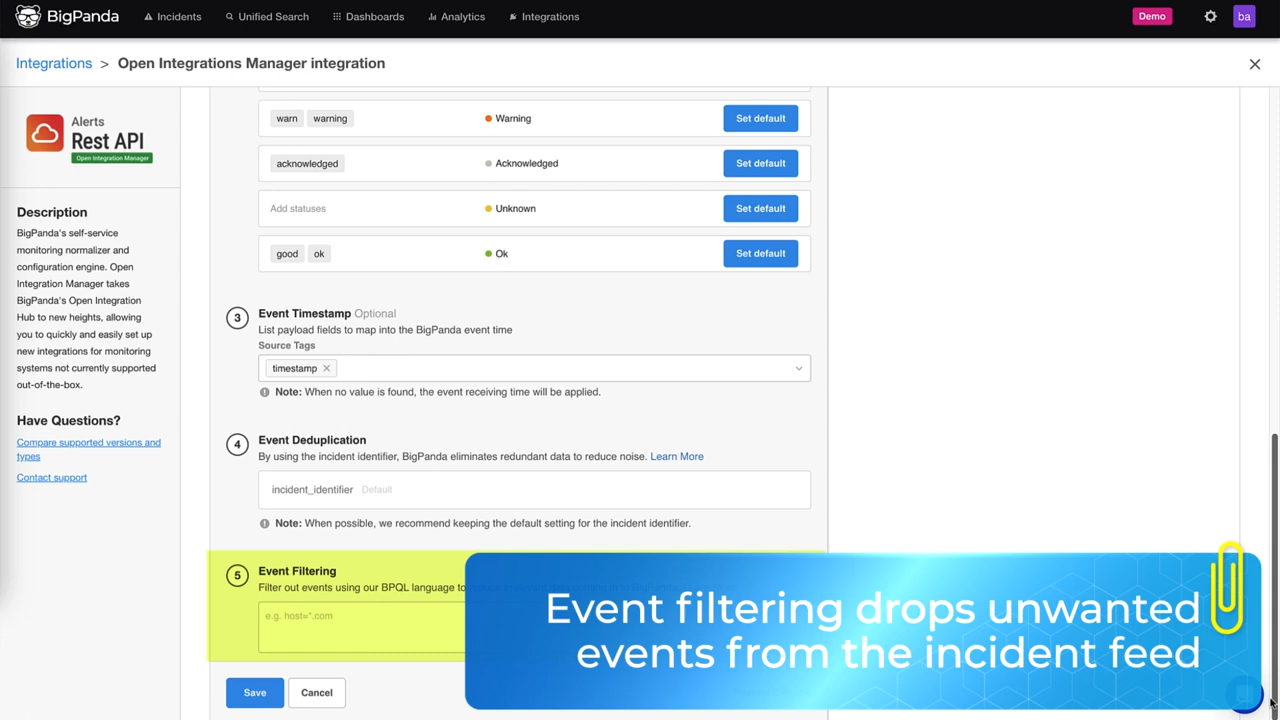 BigPanda
Incidents
Unified Search
Dashboards
Analytics
Integrations
Demo
ba
Integrations > Open Integrations Manager integration
Alerts
Rest API
Open Integration Manager
Description
BigPanda's self-service
monitoring normalizer and
configuration engine. Open
Integration Manager takes
BigPanda's Open Integration
Hub to new heights, allowing
you to quickly and easily set up
new integrations for monitoring
systems not currently supported
out-of-the-box.
Have Questions?
Compare supported versions and
types
Contact support
warn warning Warning Set default
acknowledged Acknowledged Set default
Add statuses Unknown Set default
good ok Ok Set default
3 Event Timestamp Optional
List payload fields to map into the BigPanda event time
Source Tags
timestamp
Note: When no value is found, the event receiving time will be applied.
4 Event Deduplication
By using the incident identifier, BigPanda eliminates redundant data to reduce noise. Learn More
incident_identifier Default
Note: When possible, we recommend keeping the default setting for the incident identifier.
5 Event Filtering
Filter out events using our BPQL language to
e.g. host=*.com
Save Cancel
Event filtering drops unwanted
events from the incident feed